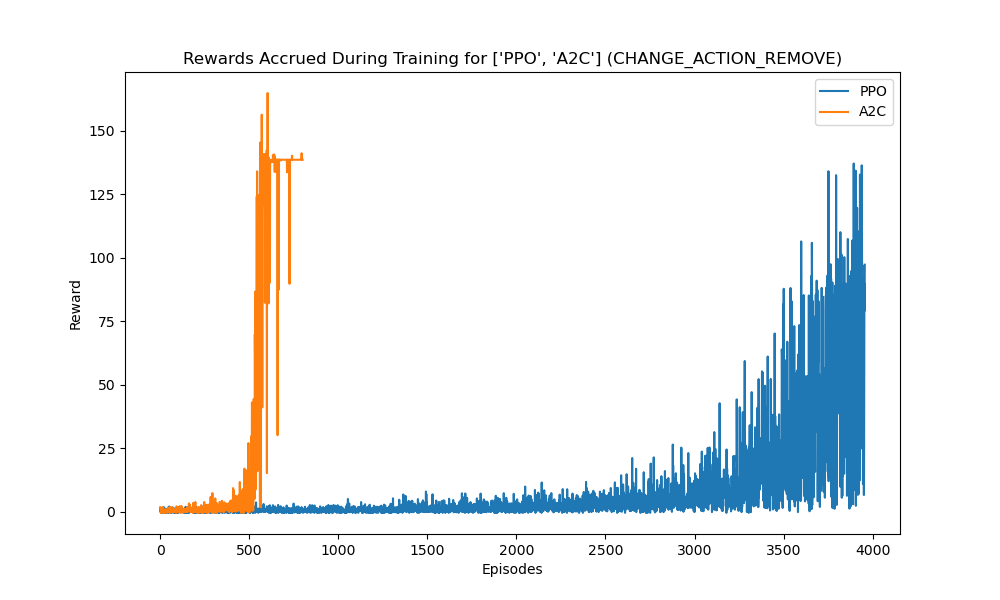 Rewards Accrued During Training for ['PPO', 'A2C'] (CHANGE_ACTION_REMOVE)
PPO
A2C
150
125
100
75
50
25
0
Reward
0 500 1000 1500 2000 2500 3000 3500 4000
Episodes